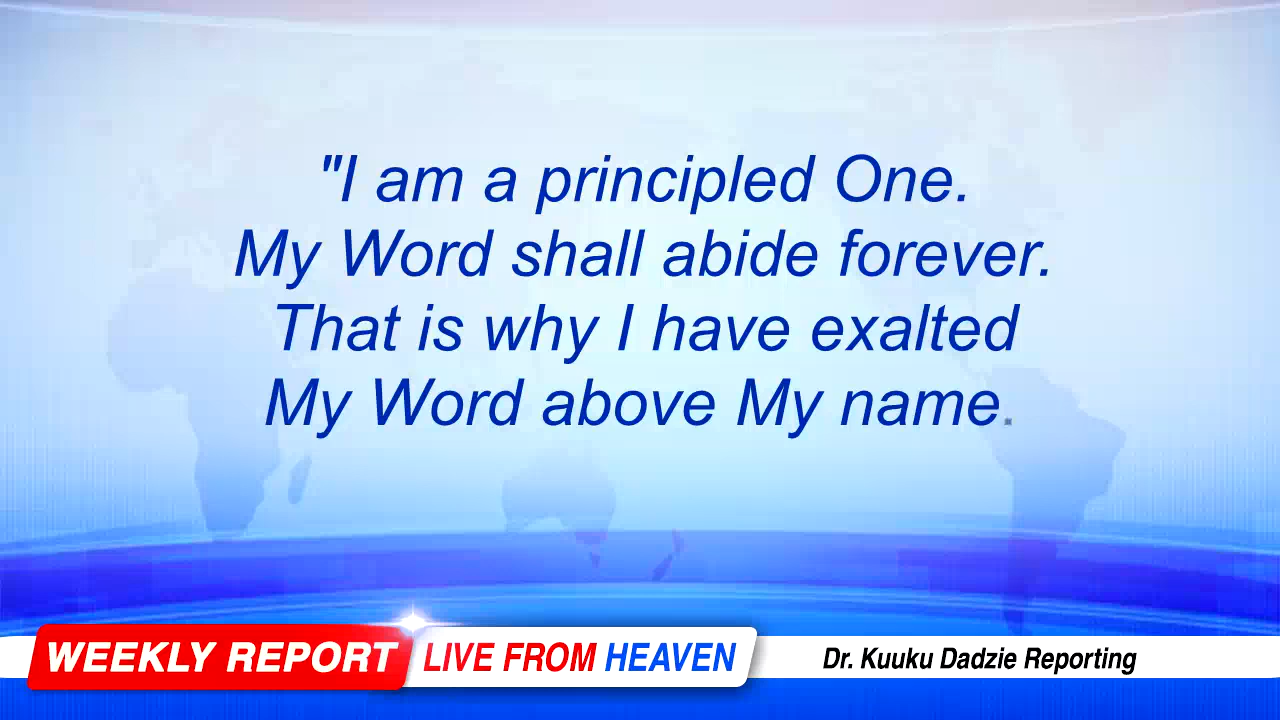 "I am a principled One.
My Word shall abide forever.
That is why I have exalted
My Word above My name.
WEEKLY REPORT
LIVE FROM HEAVEN
Dr. Kuuku Dadzie Reporting